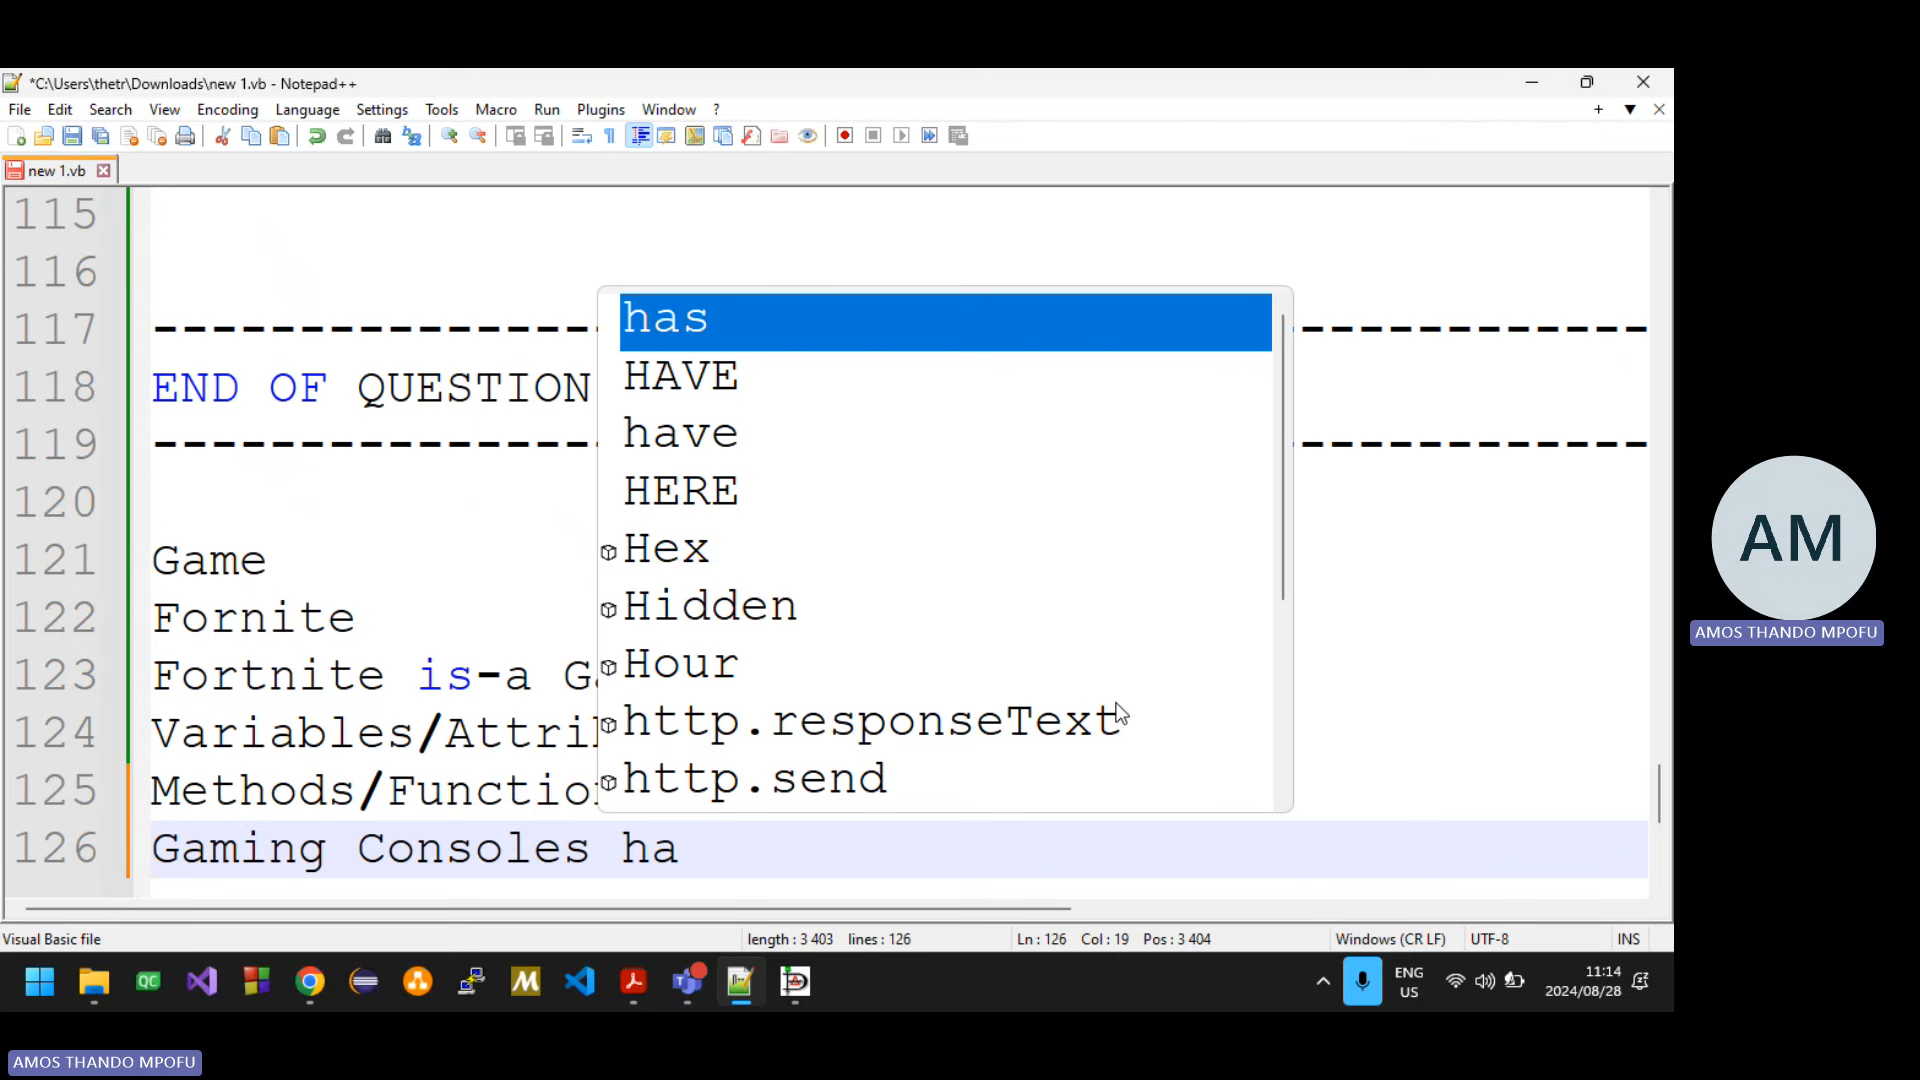 *C:\Users\thetr\Downloads\new 1.vb - Notepad++
File Edit Search View Encoding Language Settings Tools Macro Run Plugins Window ?
new 1.vb
115
116
117 ----------------------------
118 END OF QUESTION
119 ----------------------------
120
121 Game
122 Fornite
123 Fortnite is-a
124 Variables/
125 Methods/
126 Gaming Consoles ha
has
HAVE
have
HERE
Hex
Hidden
Hour
http.responseText
http.send
Visual Basic file length : 3 403 lines : 126 Ln : 126 Col : 19 Pos : 3 404 Windows (CR LF) UTF-8 INS
QC
M
ENG
US
11:14
2024/08/28
AM
AMOS THANDO MPOFU
AMOS THANDO MPOFU